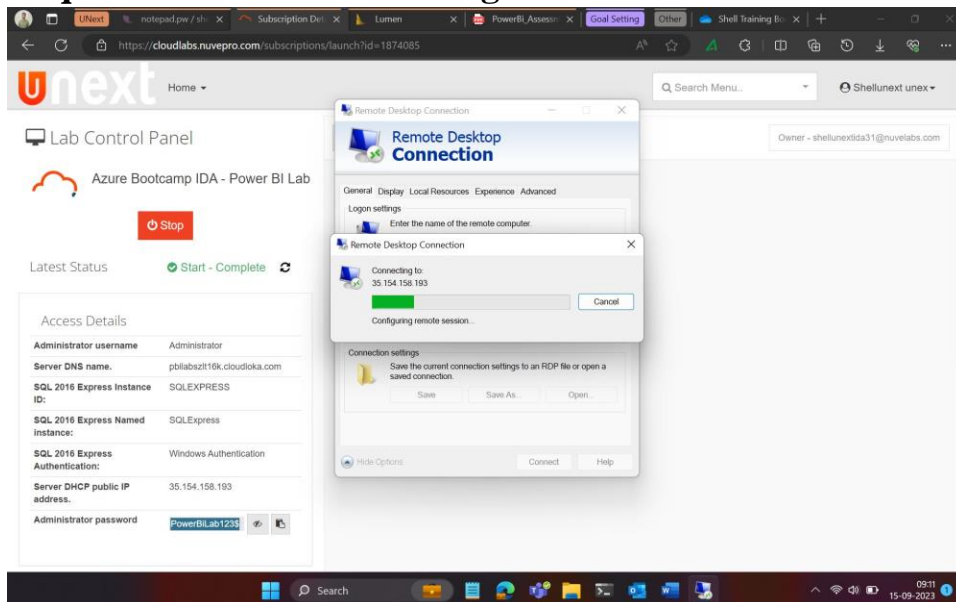 UNext
notepad.pw / sh
Subscription Det
Lumen
PowerBi_Assessm
Goal Setting
Other
Shell Training Bo
https://cloudlabs.nuvepro.com/subscriptions/launch?id=1874085
unext
Home
Search Menu..
Shellunext unex
Lab Control Panel
Owner - shellunextida31@nuvelabs.com
Azure Bootcamp IDA - Power BI Lab
Stop
Latest Status
Start - Complete
Access Details
Administrator username
Administrator
Server DNS name.
pbilabszlt16k.cloudloka.com
SQL 2016 Express Instance ID:
SQLEXPRESS
SQL 2016 Express Named instance:
SQLExpress
SQL 2016 Express Authentication:
Windows Authentication
Server DHCP public IP address.
35.154.158.193
Administrator password
PowerBiLab123$
Remote Desktop Connection
Remote Desktop
Connection
General Display Local Resources Experience Advanced
Logon settings
Enter the name of the remote computer.
Remote Desktop Connection
Connecting to:
35.154.158.193
Cancel
Configuring remote session...
Connection settings
Save the current connection settings to an RDP file or open a
saved connection.
Save
Save As...
Open...
Hide Options
Connect
Help
Search
09:11
15-09-2023